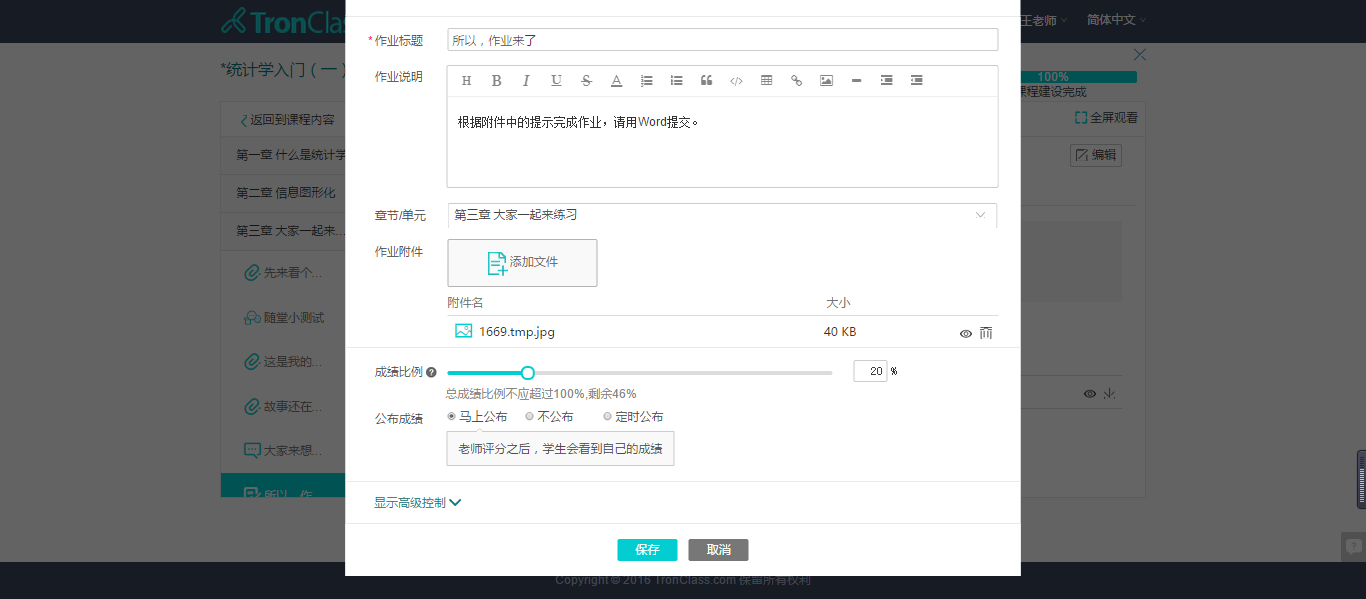 TronClas
王老师
简体中文
*统计学入门（一）
100%
课程建设完成
返回到课程内容
全屏观看
第一章 什么是统计学
编辑
第二章 信息图形化
第三章 大家一起来...
先来看个...
随堂小测试
这是我的...
故事还在...
大家来想...
所以，作
*作业标题
所以，作业来了
作业说明
H B I U S A
根据附件中的提示完成作业，请用Word提交。
章节/单元
第三章 大家一起来练习
作业附件
添加文件
附件名 大小
1669.tmp.jpg 40 KB
成绩比例 20 %
总成绩比例不应超过100%,剩余46%
公布成绩
马上公布 不公布 定时公布
老师评分之后，学生会看到自己的成绩
显示高级控制
保存 取消
Copyright © 2016 TronClass.com 保留所有权利